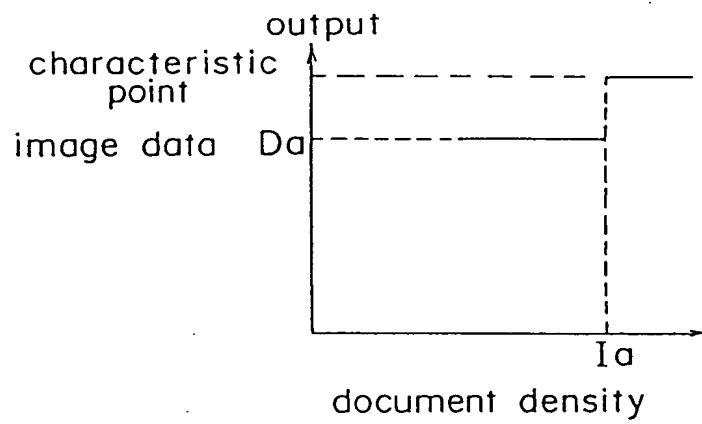 output
characteristic
point
image data Da
Ia
document density